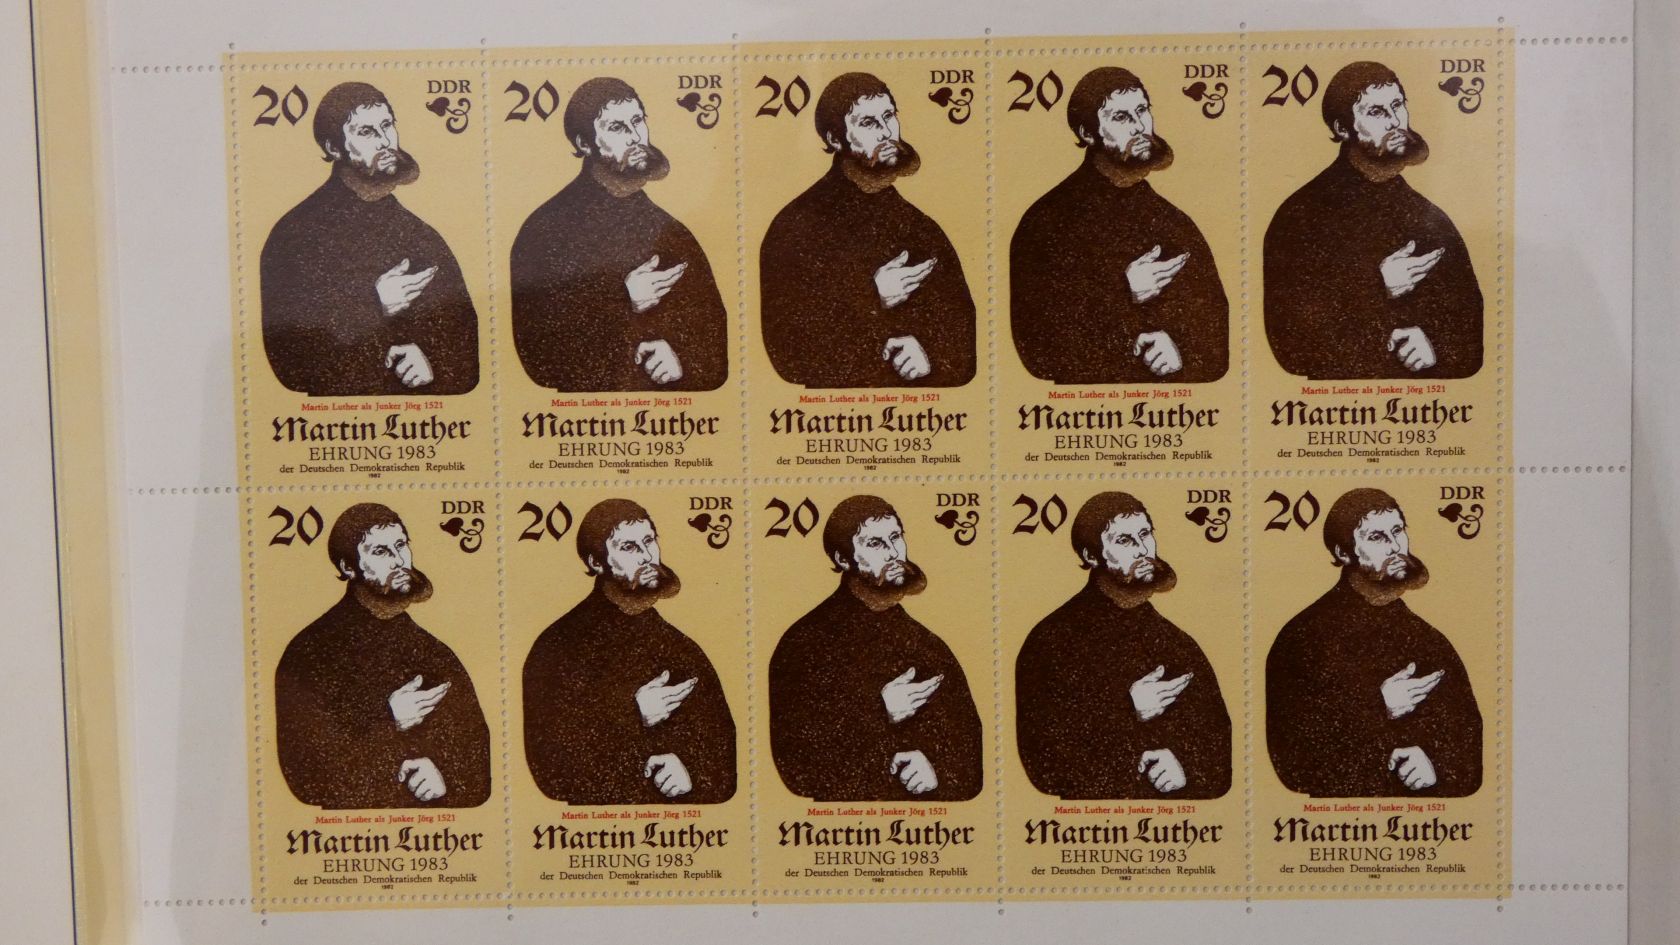 20 DDR
20 DDR
20 DDR
20 DDR
20 DDR
Martin Luther als Junker Jörg 1521
Martin Luther
EHRUNG 1983
der Deutschen Demokratischen Republik
1982
Martin Luther als Junker Jörg 1521
Martin Luther
EHRUNG 1983
der Deutschen Demokratischen Republik
1982
Martin Luther als Junker Jörg 1521
Martin Luther
EHRUNG 1983
der Deutschen Demokratischen Republik
1982
Martin Luther als Junker Jörg 1521
Martin Luther
EHRUNG 1983
der Deutschen Demokratischen Republik
1982
Martin Luther als Junker Jörg 1521
Martin Luther
EHRUNG 1983
der Deutschen Demokratischen Republik
1982
20 DDR
20 DDR
20 DDR
20 DDR
20 DDR
Martin Luther als Junker Jörg 1521
Martin Luther
EHRUNG 1983
der Deutschen Demokratischen Republik
1982
Martin Luther als Junker Jörg 1521
Martin Luther
EHRUNG 1983
der Deutschen Demokratischen Republik
1982
Martin Luther als Junker Jörg 1521
Martin Luther
EHRUNG 1983
der Deutschen Demokratischen Republik
1982
Martin Luther als Junker Jörg 1521
Martin Luther
EHRUNG 1983
der Deutschen Demokratischen Republik
1982
Martin Luther als Junker Jörg 1521
Martin Luther
EHRUNG 1983
der Deutschen Demokratischen Republik
1982